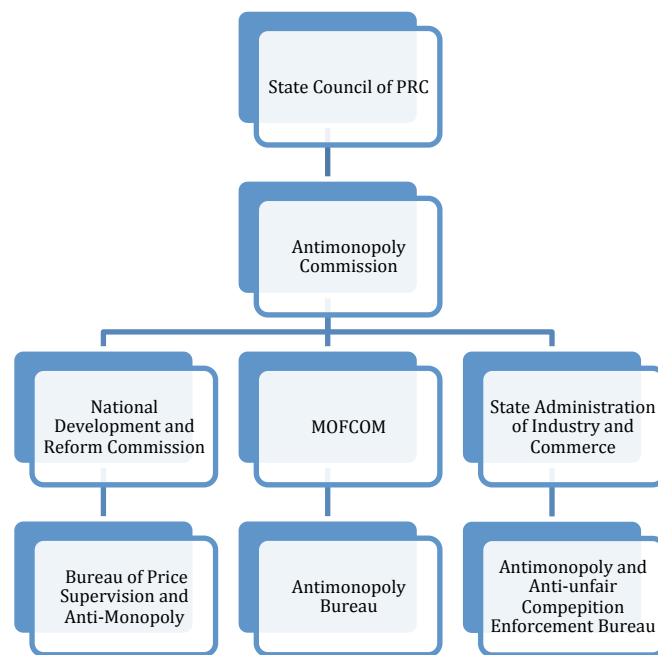 State Council of PRC
Antimonopoly
Commission
National
Development and
Reform Commission
MOFCOM
State Administration
of Industry and
Commerce
Bureau of Price
Supervision and
Anti-Monopoly
Antimonopoly
Bureau
Antimonopoly and
Anti-unfair
Compepition
Enforcement Bureau